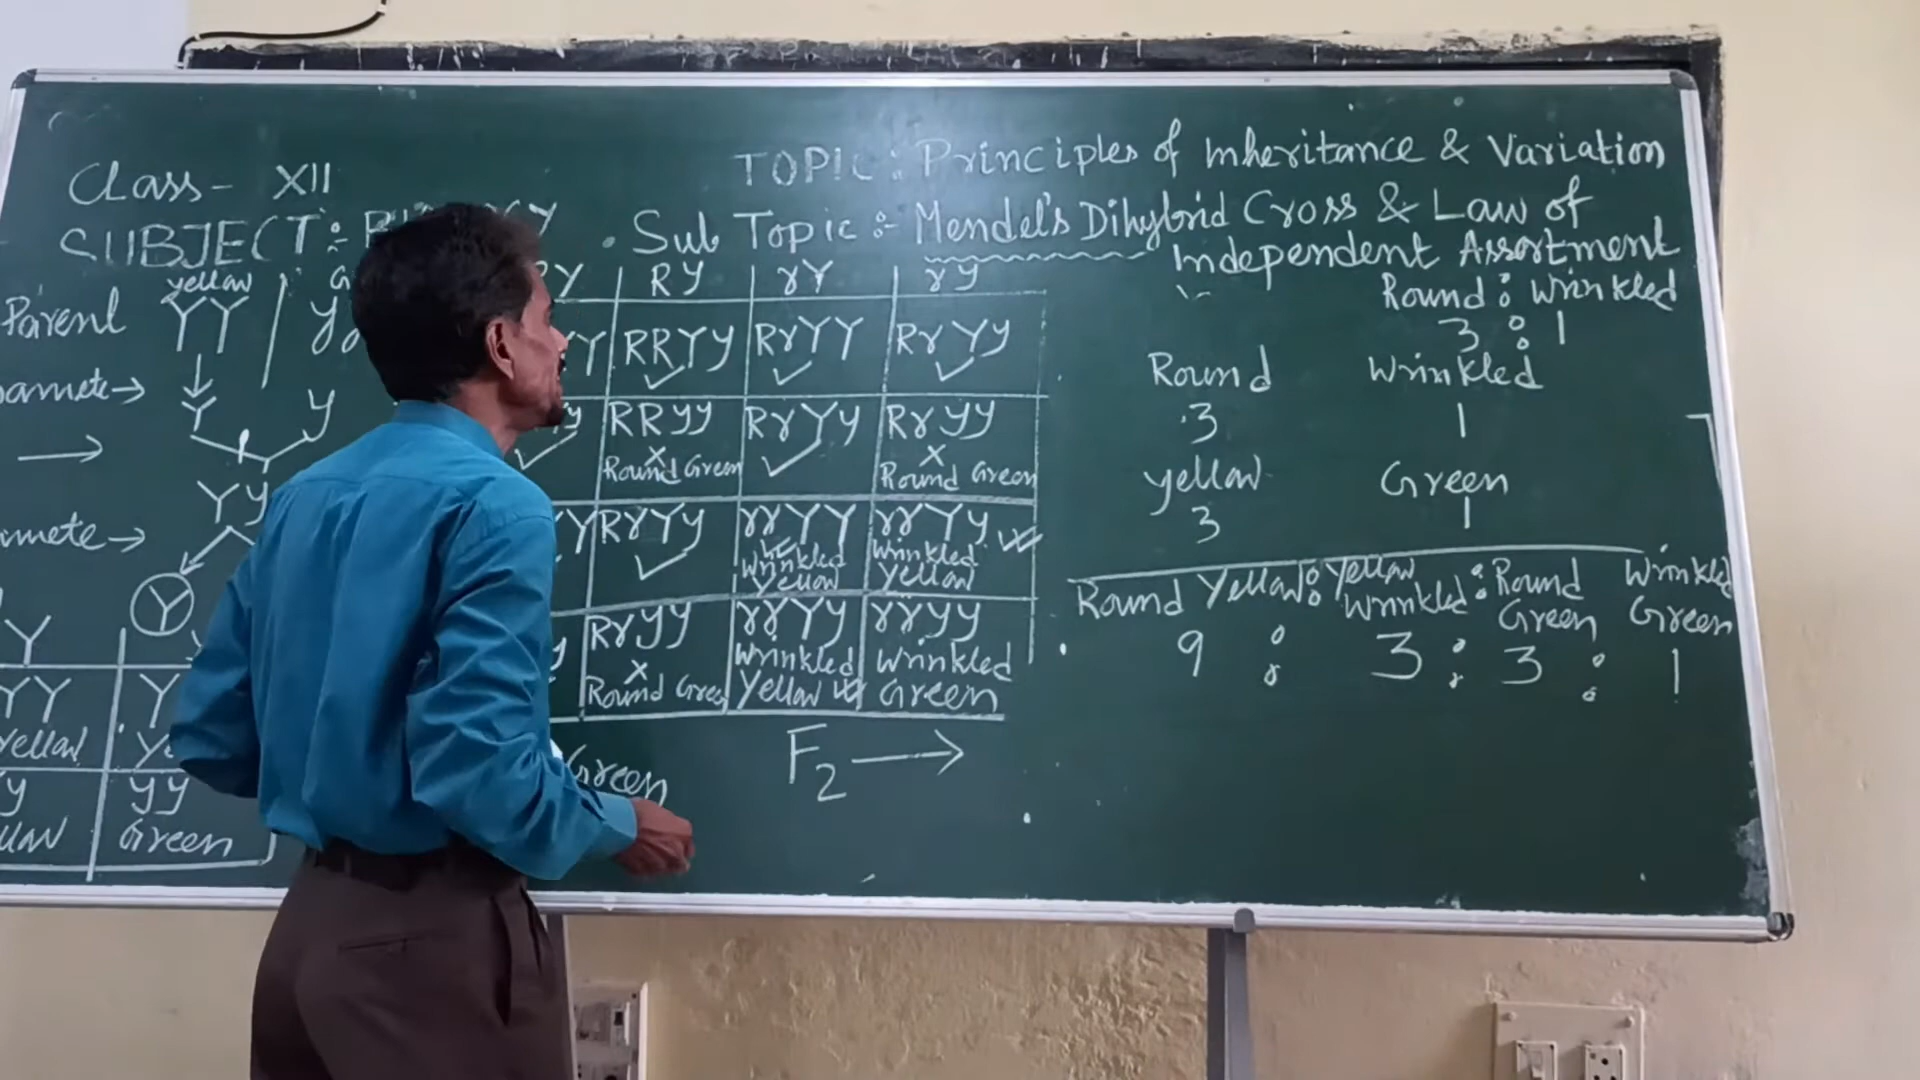 Class- XII
SUBJECT:-
TOPIC: Principles of Inheritance & Variation
Sub Topic :- Mendel's Dihybrid Cross & Law of
Independent Assortment
Parent
yellow
YY
Y y
Yy
Y
Y
YY
yellow
yy
Green
Ry rY ry
RRYy RrYY RrYy
RRyy RrYy Rryy
Round Green Round Green
RrYy rrYY rrYy
Wrinkled Wrinkled
Yellow Yellow
Rryy rrYy rryy
Round Wrinkled Wrinkled
Yellow Green
Green
F2 →
Round : Wrinkled
3 : 1
Round Wrinkled
3 1
yellow Green
3 1
Round Yellow : Yellow Wrinkled : Round Green Wrinkled Green
9 : 3 : 3 : 1